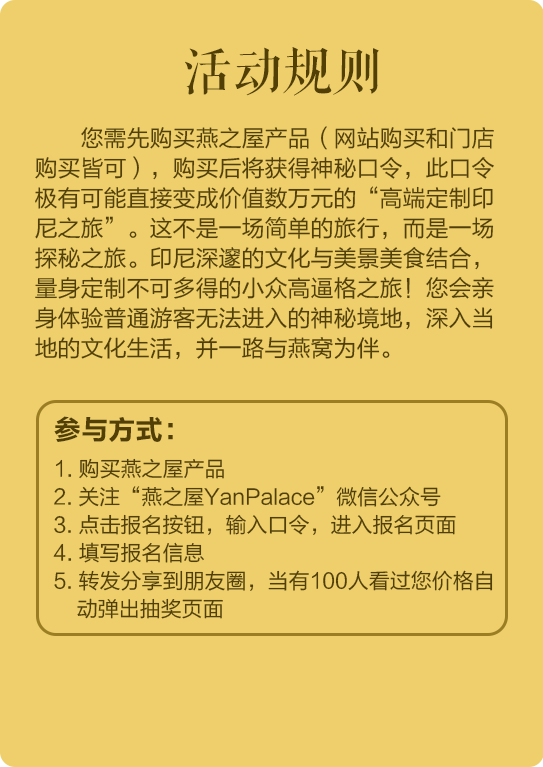 活动规则
您需先购买燕之屋产品（网站购买和门店
购买皆可），购买后将获得神秘口令，此口令
极有可能直接变成价值数万元的“高端定制印
尼之旅”。这不是一场简单的旅行，而是一场
探秘之旅。印尼深邃的文化与美景美食结合，
量身定制不可多得的小众高逼格之旅！您会亲
身体验普通游客无法进入的神秘境地，深入当
地的文化生活，并一路与燕窝为伴。
参与方式：
1. 购买燕之屋产品
2. 关注“燕之屋YanPalace”微信公众号
3. 点击报名按钮，输入口令，进入报名页面
4. 填写报名信息
5. 转发分享到朋友圈，当有100人看过您价格自
动弹出抽奖页面